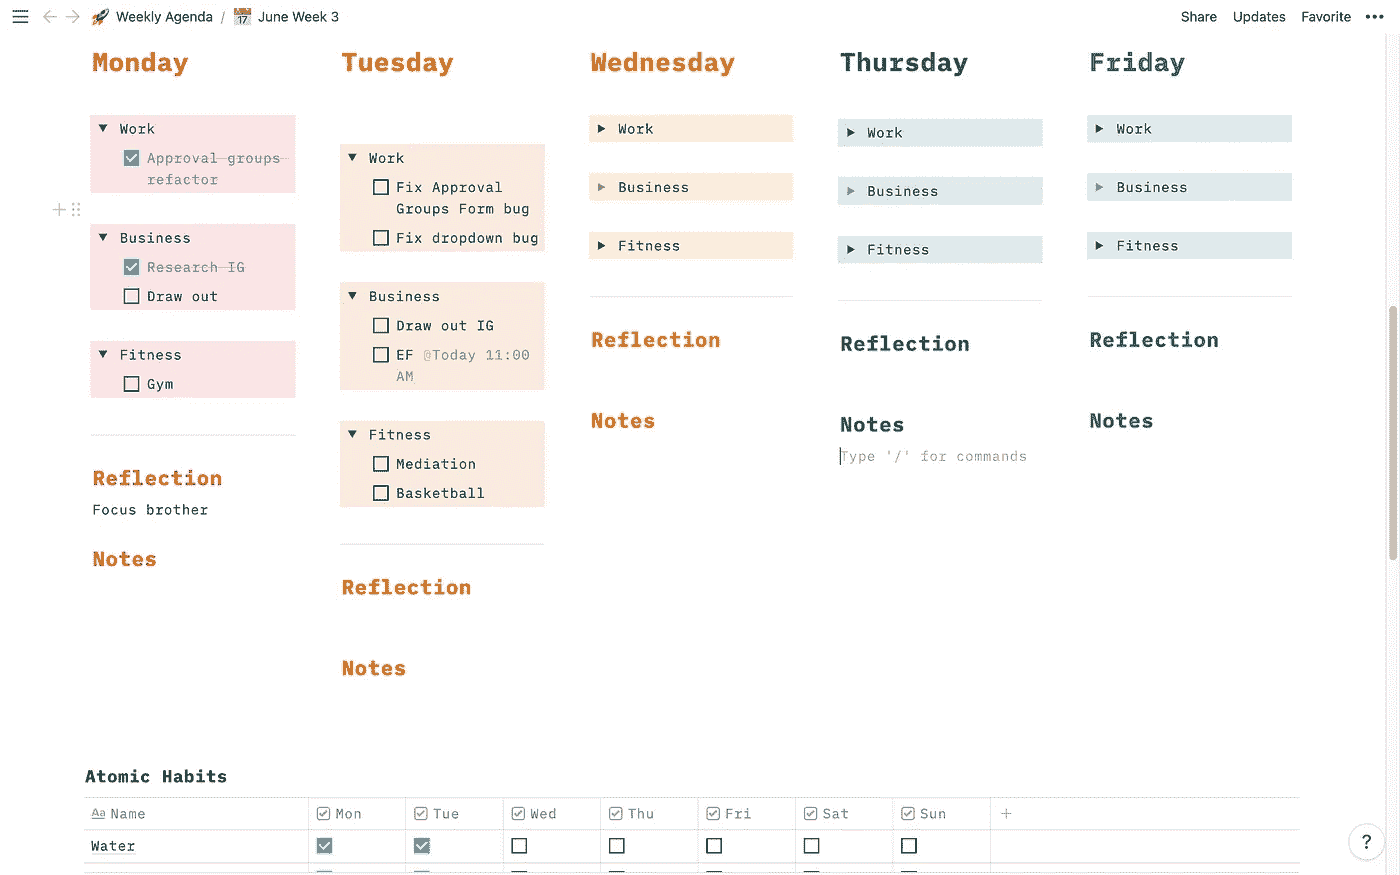 Weekly Agenda / June Week 3
Share Updates Favorite
Monday
Work
Approval groups
refactor
Business
Research IG
Draw out
Fitness
Gym
Reflection
Focus brother
Notes
Tuesday
Work
Fix Approval
Groups Form bug
Fix dropdown bug
Business
Draw out IG
EF @Today 11:00
AM
Fitness
Mediation
Basketball
Reflection
Notes
Wednesday
Work
Business
Fitness
Reflection
Notes
Thursday
Work
Business
Fitness
Reflection
Notes
Type '/' for commands
Friday
Work
Business
Fitness
Reflection
Notes
Atomic Habits
Aa Name Mon Tue Wed Thu Fri Sat Sun +
Water
?